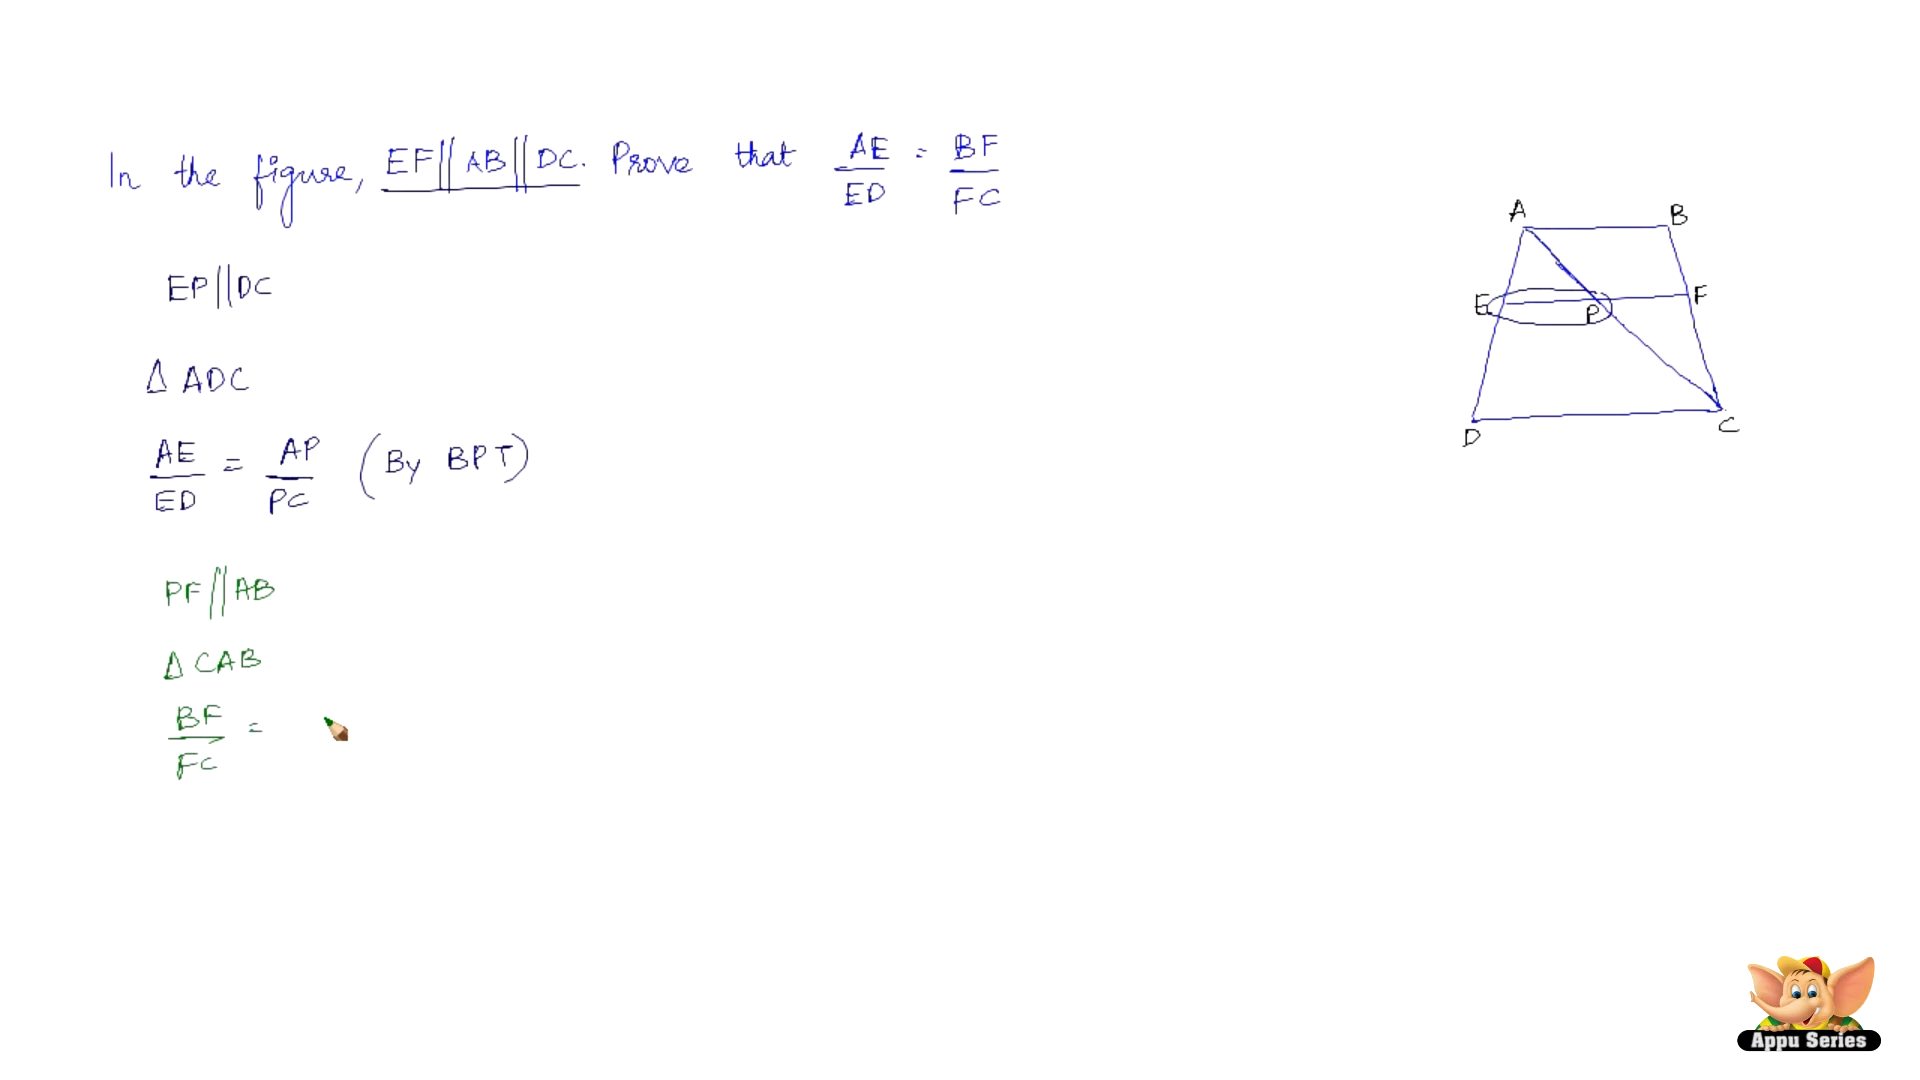 In the figure, EF||AB||DC. Prove that AE/ED = BF/FC
EP||DC
Δ ADC
AE/ED = AP/PC (By BPT)
PF||AB
Δ CAB
BF/FC =
A B
E P F
D C
Appu Series